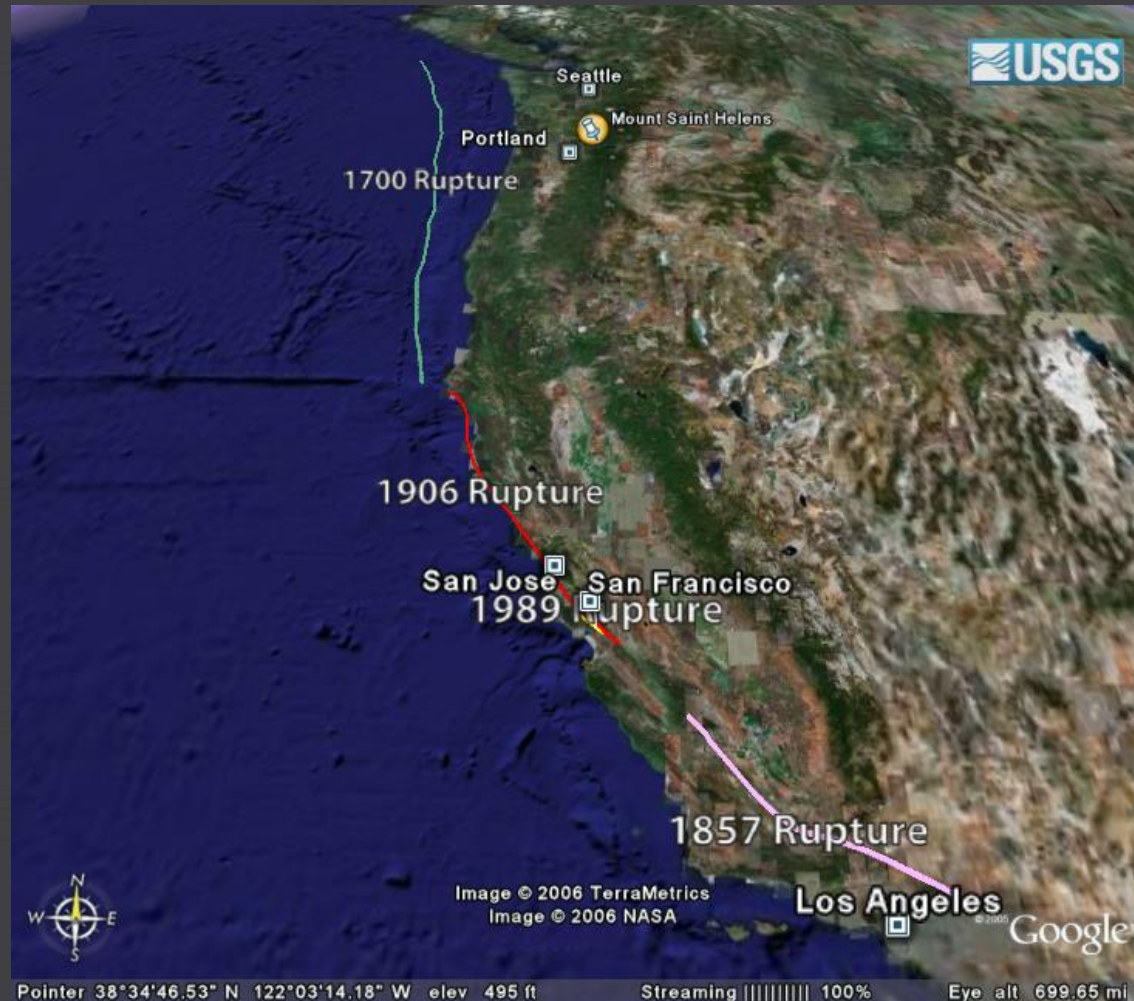 USGS
Seattle
Mount Saint Helens
Portland
1700 Rupture
1906 Rupture
San Jose San Francisco
1989 Rupture
1857 Rupture
Image © 2006 TerraMetrics
Image © 2006 NASA
Los Angeles
© 2005 Google
N
W E
S
Pointer 38°34'46.53" N 122°03'14.18" W elev 495 ft Streaming |||||||||| 100% Eye alt 699.65 mi